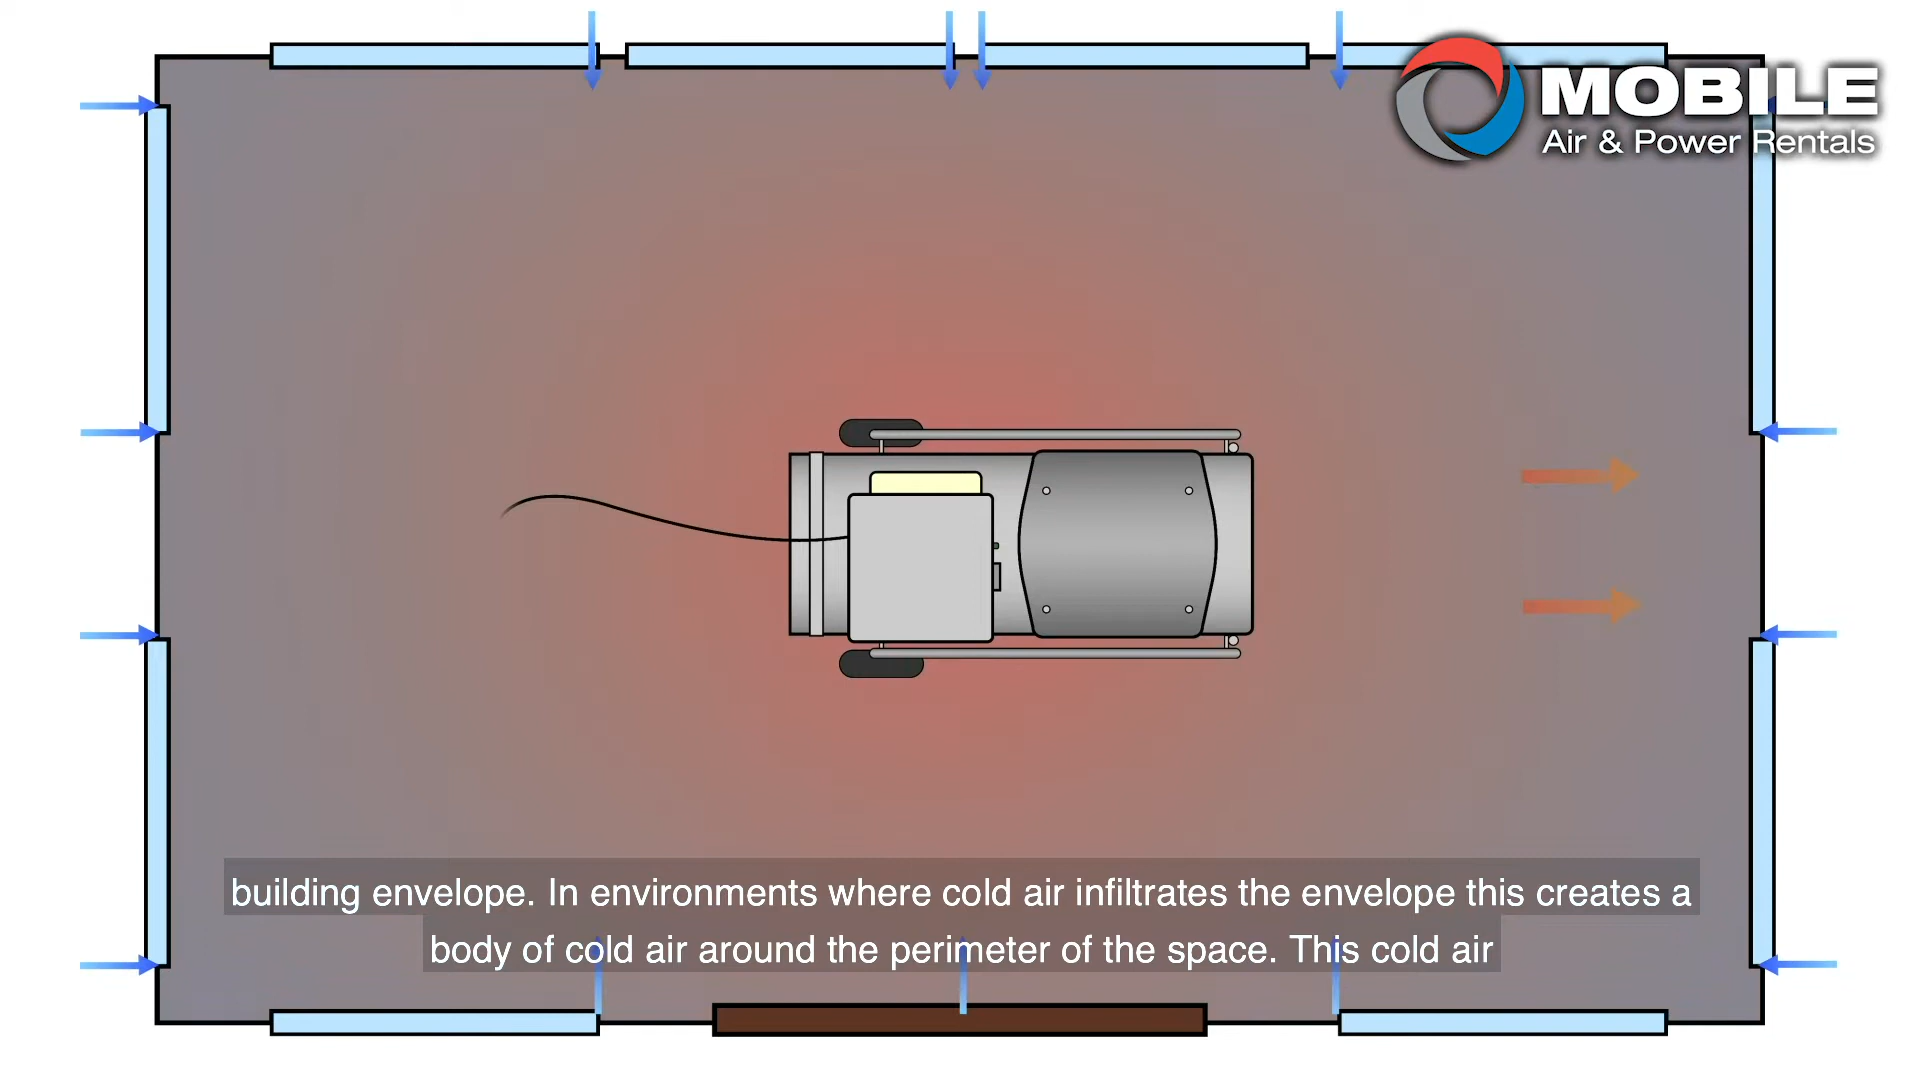 MOBILE
Air & Power Rentals
building envelope. In environments where cold air infiltrates the envelope this creates a
body of cold air around the perimeter of the space. This cold air